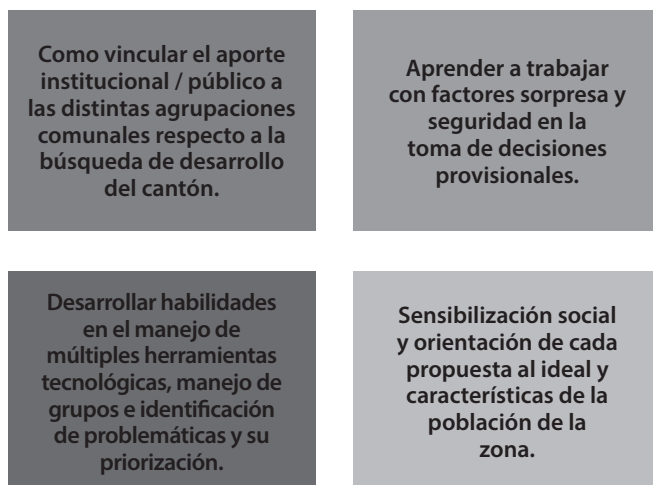 Como vincular el aporte
institucional / público a
las distintas agrupaciones
comunales respecto a la
búsqueda de desarrollo
del cantón.
Aprender a trabajar
con factores sorpresa y
seguridad en la
toma de decisiones
provisionales.
Desarrollar habilidades
en el manejo de
múltiples herramientas
tecnológicas, manejo de
grupos e identificación
de problemáticas y su
priorización.
Sensibilización social
y orientación de cada
propuesta al ideal y
características de la
población de la
zona.